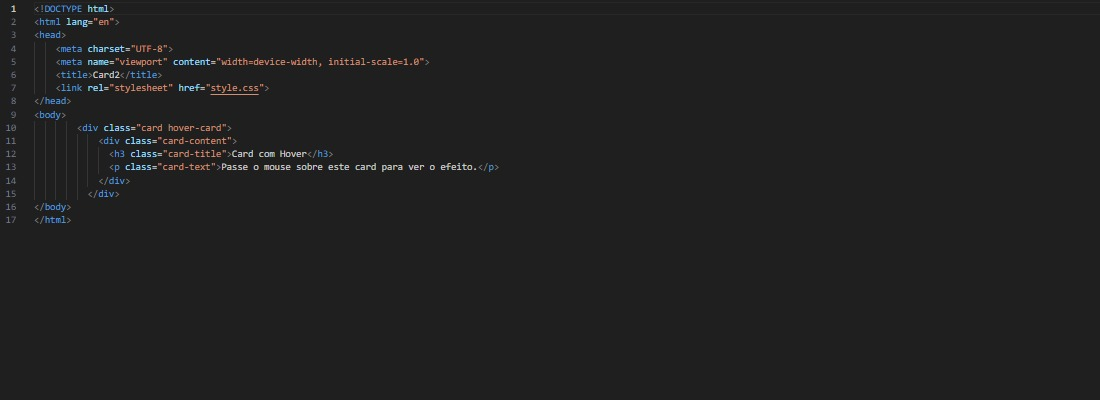 1 <!DOCTYPE html>
2 <html lang="en">
3 <head>
4     <meta charset="UTF-8">
5     <meta name="viewport" content="width=device-width, initial-scale=1.0">
6     <title>Card2</title>
7     <link rel="stylesheet" href="style.css">
8 </head>
9 <body>
10         <div class="card hover-card">
11             <div class="card-content">
12               <h3 class="card-title">Card com Hover</h3>
13               <p class="card-text">Passe o mouse sobre este card para ver o efeito.</p>
14             </div>
15           </div>
16 </body>
17 </html>